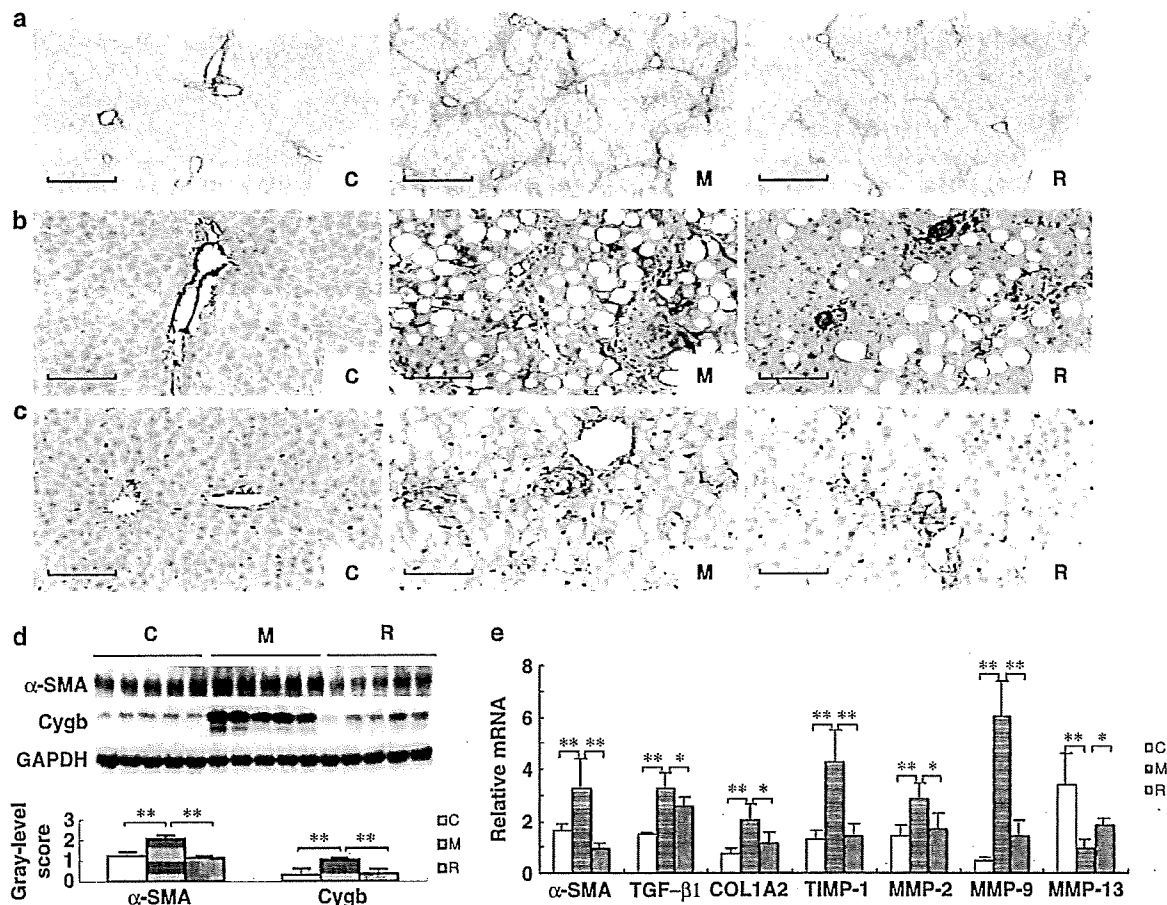 a
C
M
R
b
C
M
R
c
C
M
R
d
C M R
α-SMA
Cygb
GAPDH
Gray-level score
3
2
1
0
** **
** **
α-SMA Cygb
C
M
R
e
Relative mRNA
8
6
4
2
0
** **
** *
** *
** **
** *
** **
** *
α-SMA TGF-β1 COL1A2 TIMP-1 MMP-2 MMP-9 MMP-13
C
M
R